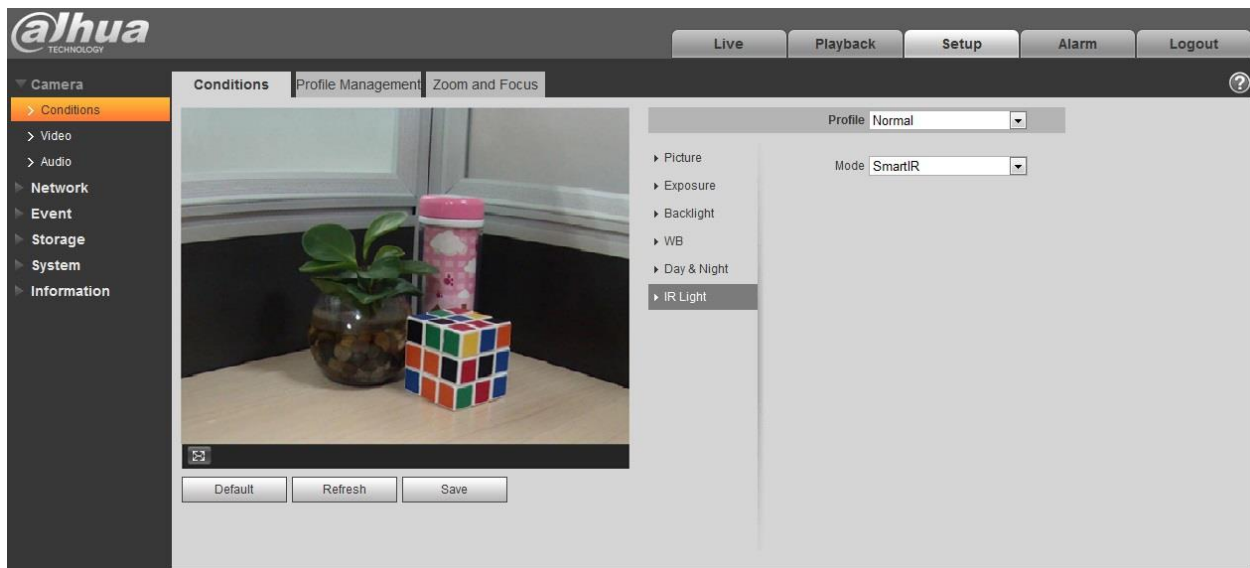 alhua
TECHNOLOGY
Live
Playback
Setup
Alarm
Logout
Camera
Conditions
Video
Audio
Network
Event
Storage
System
Information
Conditions
Profile Management
Zoom and Focus
?
Profile Normal
Picture
Exposure
Backlight
WB
Day & Night
IR Light
Mode SmartIR
Default
Refresh
Save